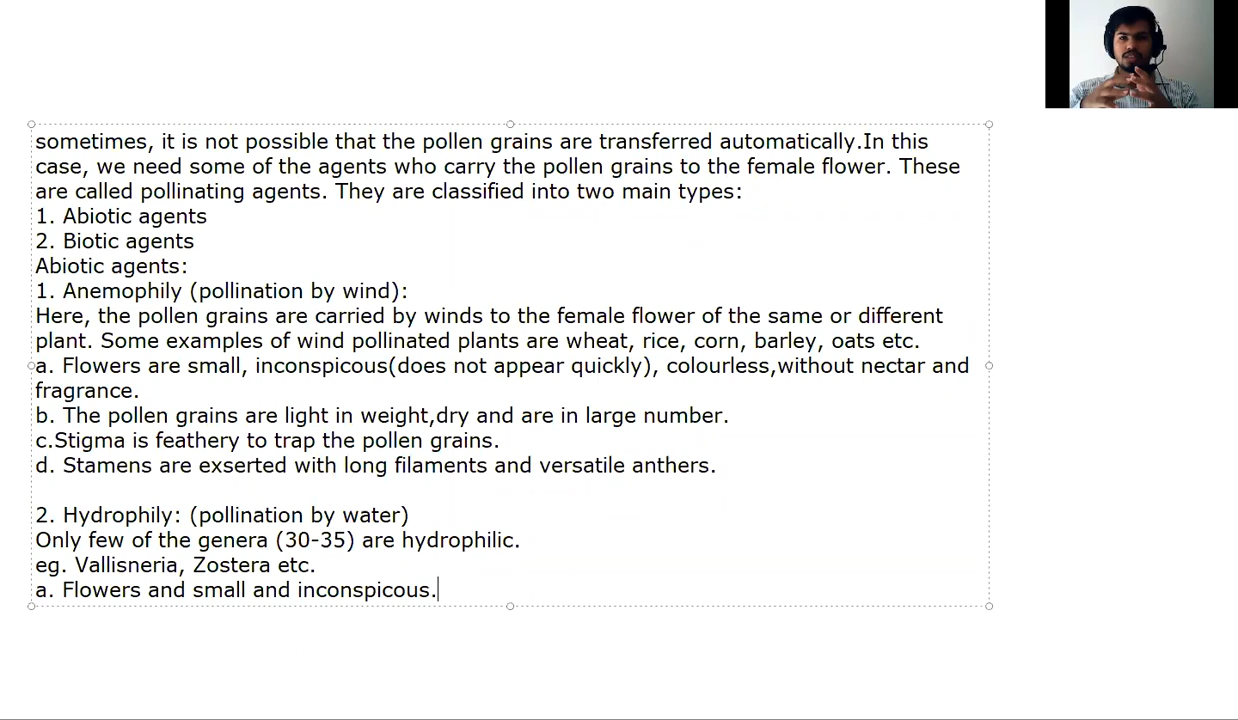 sometimes, it is not possible that the pollen grains are transferred automatically.In this
case, we need some of the agents who carry the pollen grains to the female flower. These
are called pollinating agents. They are classified into two main types:
1. Abiotic agents
2. Biotic agents
Abiotic agents:
1. Anemophily (pollination by wind):
Here, the pollen grains are carried by winds to the female flower of the same or different
plant. Some examples of wind pollinated plants are wheat, rice, corn, barley, oats etc.
a. Flowers are small, inconspicous(does not appear quickly), colourless,without nectar and
fragrance.
b. The pollen grains are light in weight,dry and are in large number.
c.Stigma is feathery to trap the pollen grains.
d. Stamens are exserted with long filaments and versatile anthers.
2. Hydrophily: (pollination by water)
Only few of the genera (30-35) are hydrophilic.
eg. Vallisneria, Zostera etc.
a. Flowers and small and inconspicous.